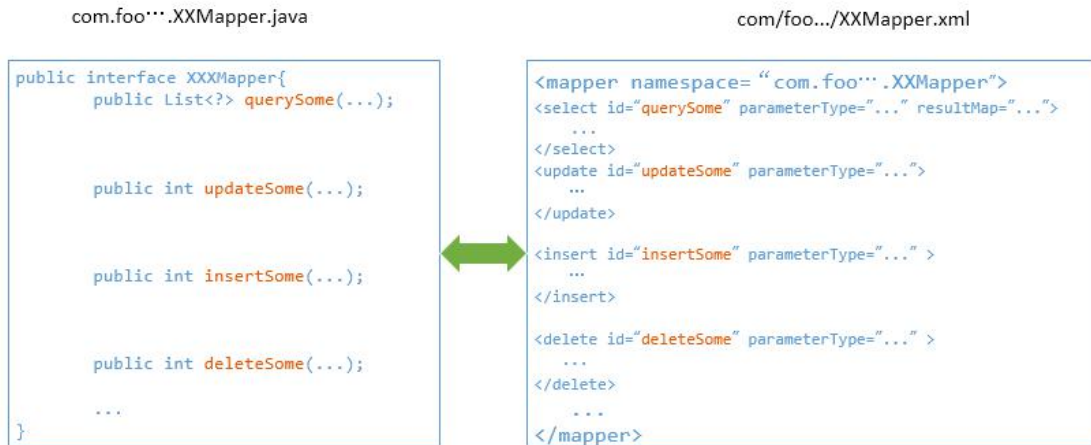 com.foo···.XXMapper.java
public interface XXXMapper{
public List<?> querySome(...);
public int updateSome(...);
public int insertSome(...);
public int deleteSome(...);
...
}
com/foo.../XXMapper.xml
<mapper namespace=“com.foo···.XXMapper”>
<select id="querySome" parameterType="..." resultMap="...">
...
</select>
<update id="updateSome" parameterType="...">
...
</update>
<insert id="insertSome" parameterType="..." >
...
</insert>
<delete id="deleteSome" parameterType="..." >
...
</delete>
...
</mapper>